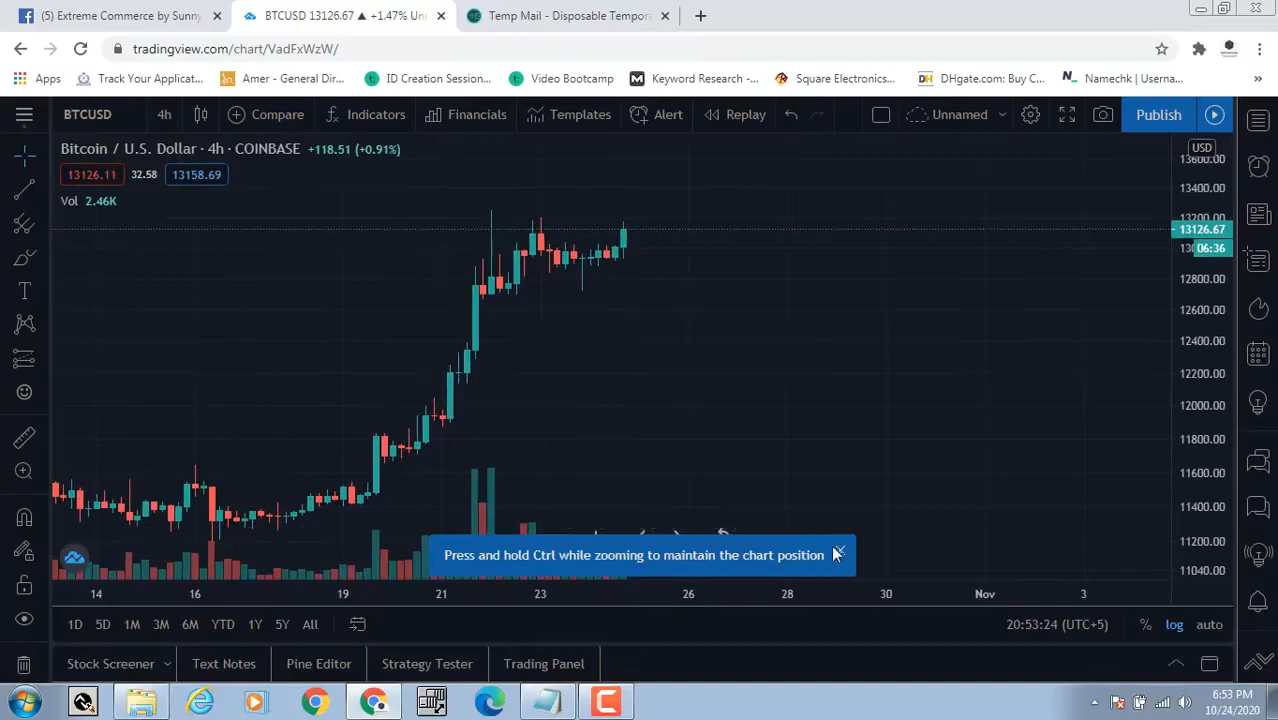 (5) Extreme Commerce by Sunny
BTCUSD 13126.67 ▲ +1.47% Unn
Temp Mail - Disposable Tempora
tradingview.com/chart/VadFxWzW/
Apps
Track Your Applicat...
Amer - General Dir...
ID Creation Session...
Video Bootcamp
Keyword Research -...
Square Electronics...
DHgate.com: Buy C...
Namechk | Userna...
»
BTCUSD
4h
Compare
Indicators
Financials
Templates
Alert
Replay
Unnamed
Publish
Bitcoin / U.S. Dollar · 4h · COINBASE +118.51 (+0.91%)
13126.11 32.58 13158.69
Vol 2.46K
USD
13600.00
13400.00
13200.00
13126.67
06:36
12800.00
12600.00
12400.00
12200.00
12000.00
11800.00
11600.00
11400.00
11200.00
11040.00
Press and hold Ctrl while zooming to maintain the chart position
14 16 19 21 23 26 28 30 Nov 3
1D 5D 1M 3M 6M YTD 1Y 5Y All
20:53:24 (UTC+5) % log auto
Stock Screener
Text Notes
Pine Editor
Strategy Tester
Trading Panel
6:53 PM
10/24/2020